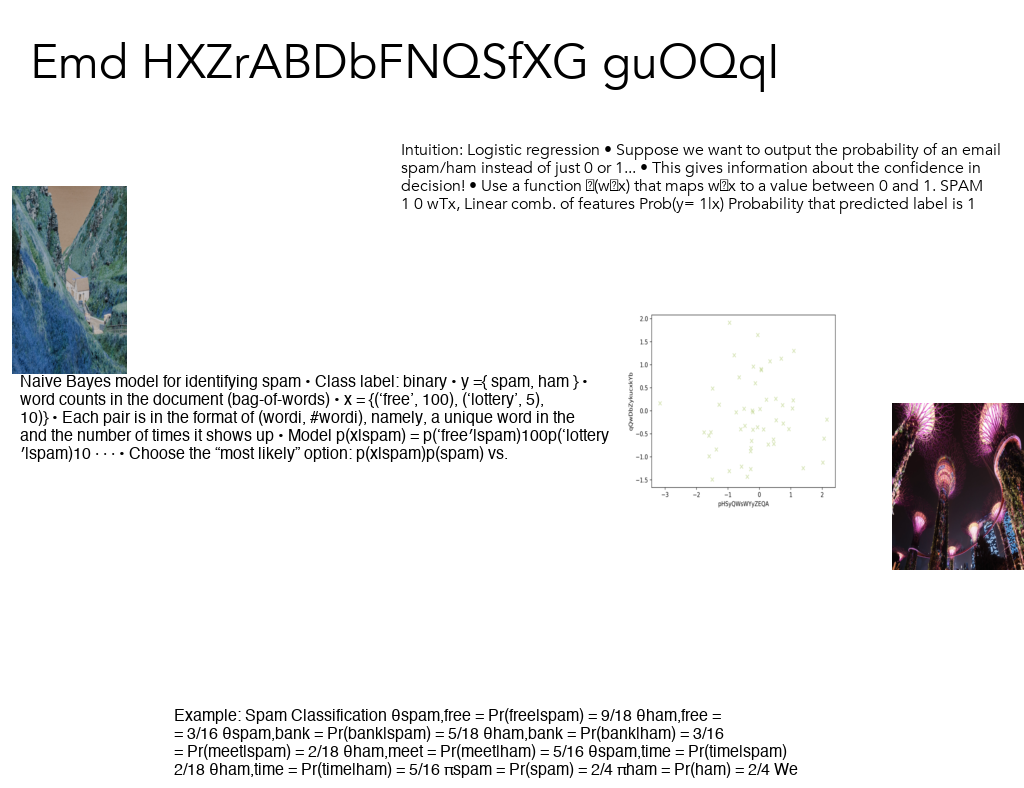 Emd HXZrABDbFNQSfXG guOQqI
Intuition: Logistic regression • Suppose we want to output the probability of an email
spam/ham instead of just 0 or 1... • This gives information about the confidence in
decision! • Use a function (w x) that maps w x to a value between 0 and 1. SPAM
1 0 wTx, Linear comb. of features Prob(y= 1|x) Probability that predicted label is 1
Naive Bayes model for identifying spam • Class label: binary • y ={ spam, ham } •
word counts in the document (bag-of-words) • x = {(‘free’, 100), (‘lottery’, 5),
10)} • Each pair is in the format of (wordi, #wordi), namely, a unique word in the
and the number of times it shows up • Model p(x|spam) = p(‘free′|spam)100p(‘lottery
′|spam)10 · · · • Choose the “most likely” option: p(x|spam)p(spam) vs.
2.0
1.5
1.0
0.5
0.0
−0.5
−1.0
−1.5
−3 −2 −1 0 1 2
pHSyQWsWYyZEQA
Example: Spam Classification θspam,free = Pr(free|spam) = 9/18 θham,free =
= 3/16 θspam,bank = Pr(bank|spam) = 5/18 θham,bank = Pr(bank|ham) = 3/16
= Pr(meet|spam) = 2/18 θham,meet = Pr(meet|ham) = 5/16 θspam,time = Pr(time|spam)
2/18 θham,time = Pr(time|ham) = 5/16 πspam = Pr(spam) = 2/4 πham = Pr(ham) = 2/4 We